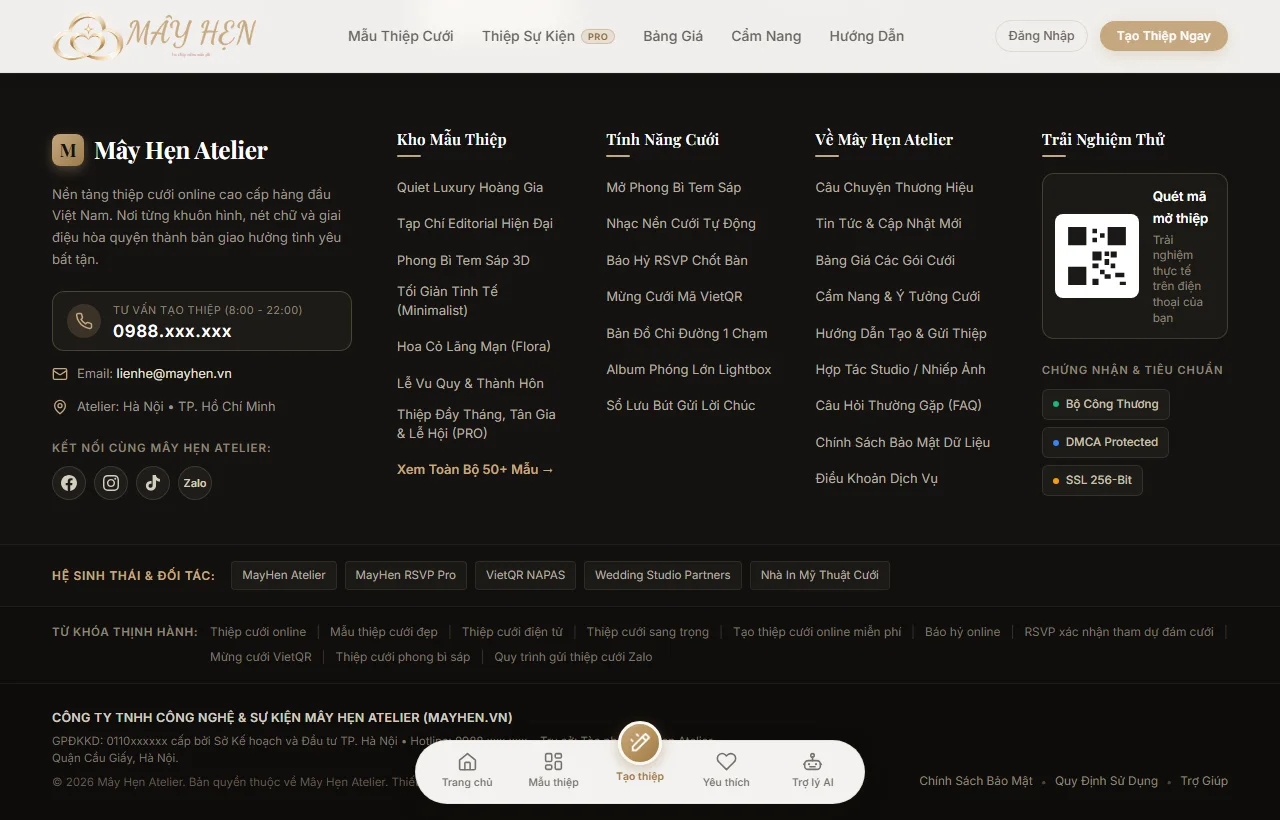 MÂY HẸN
Mẫu Thiệp Cưới
Thiệp Sự Kiện PRO
Bảng Giá
Cẩm Nang
Hướng Dẫn
Đăng Nhập
Tạo Thiệp Ngay
M Mây Hẹn Atelier
Nền tảng thiệp cưới online cao cấp hàng đầu
Việt Nam. Nơi từng khuôn hình, nét chữ và giai
điệu hòa quyện thành bản giao hưởng tình yêu
bất tận.
TƯ VẤN TẠO THIỆP (8:00 - 22:00)
0988.xxx.xxx
Email: lienhe@mayhen.vn
Atelier: Hà Nội • TP. Hồ Chí Minh
KẾT NỐI CÙNG MÂY HẸN ATELIER:
Zalo
Kho Mẫu Thiệp
Quiet Luxury Hoàng Gia
Tạp Chí Editorial Hiện Đại
Phong Bì Tem Sáp 3D
Tối Giản Tinh Tế
(Minimalist)
Hoa Cỏ Lãng Mạn (Flora)
Lễ Vu Quy & Thành Hôn
Thiệp Đầy Tháng, Tân Gia
& Lễ Hội (PRO)
Xem Toàn Bộ 50+ Mẫu →
Tính Năng Cưới
Mở Phong Bì Tem Sáp
Nhạc Nền Cưới Tự Động
Báo Hỷ RSVP Chốt Bàn
Mừng Cưới Mã VietQR
Bản Đồ Chỉ Đường 1 Chạm
Album Phóng Lớn Lightbox
Sổ Lưu Bút Gửi Lời Chúc
Về Mây Hẹn Atelier
Câu Chuyện Thương Hiệu
Tin Tức & Cập Nhật Mới
Bảng Giá Các Gói Cưới
Cẩm Nang & Ý Tưởng Cưới
Hướng Dẫn Tạo & Gửi Thiệp
Hợp Tác Studio / Nhiếp Ảnh
Câu Hỏi Thường Gặp (FAQ)
Chính Sách Bảo Mật Dữ Liệu
Điều Khoản Dịch Vụ
Trải Nghiệm Thử
Quét mã
mở thiệp
Trải
nghiệm
thực tế
trên điện
thoại của
bạn
CHỨNG NHẬN & TIÊU CHUẨN
Bộ Công Thương
DMCA Protected
SSL 256-Bit
HỆ SINH THÁI & ĐỐI TÁC:
MayHen Atelier
MayHen RSVP Pro
VietQR NAPAS
Wedding Studio Partners
Nhà In Mỹ Thuật Cưới
TỪ KHÓA THỊNH HÀNH:
Thiệp cưới online
Mẫu thiệp cưới đẹp
Thiệp cưới điện tử
Thiệp cưới sang trọng
Tạo thiệp cưới online miễn phí
Báo hỷ online
RSVP xác nhận tham dự đám cưới
Mừng cưới VietQR
Thiệp cưới phong bì sáp
Quy trình gửi thiệp cưới Zalo
CÔNG TY TNHH CÔNG NGHỆ & SỰ KIỆN MÂY HẸN ATELIER (MAYHEN.VN)
GPĐKKD: 0110xxxxxx cấp bởi Sở Kế hoạch và Đầu tư TP. Hà Nội •
Quận Cầu Giấy, Hà Nội.
© 2026 Mây Hẹn Atelier. Bản quyền thuộc về Mây Hẹn Atelier.
Chính Sách Bảo Mật • Quy Định Sử Dụng • Trợ Giúp
Trang chủ
Mẫu thiệp
Tạo thiệp
Yêu thích
Trợ lý AI